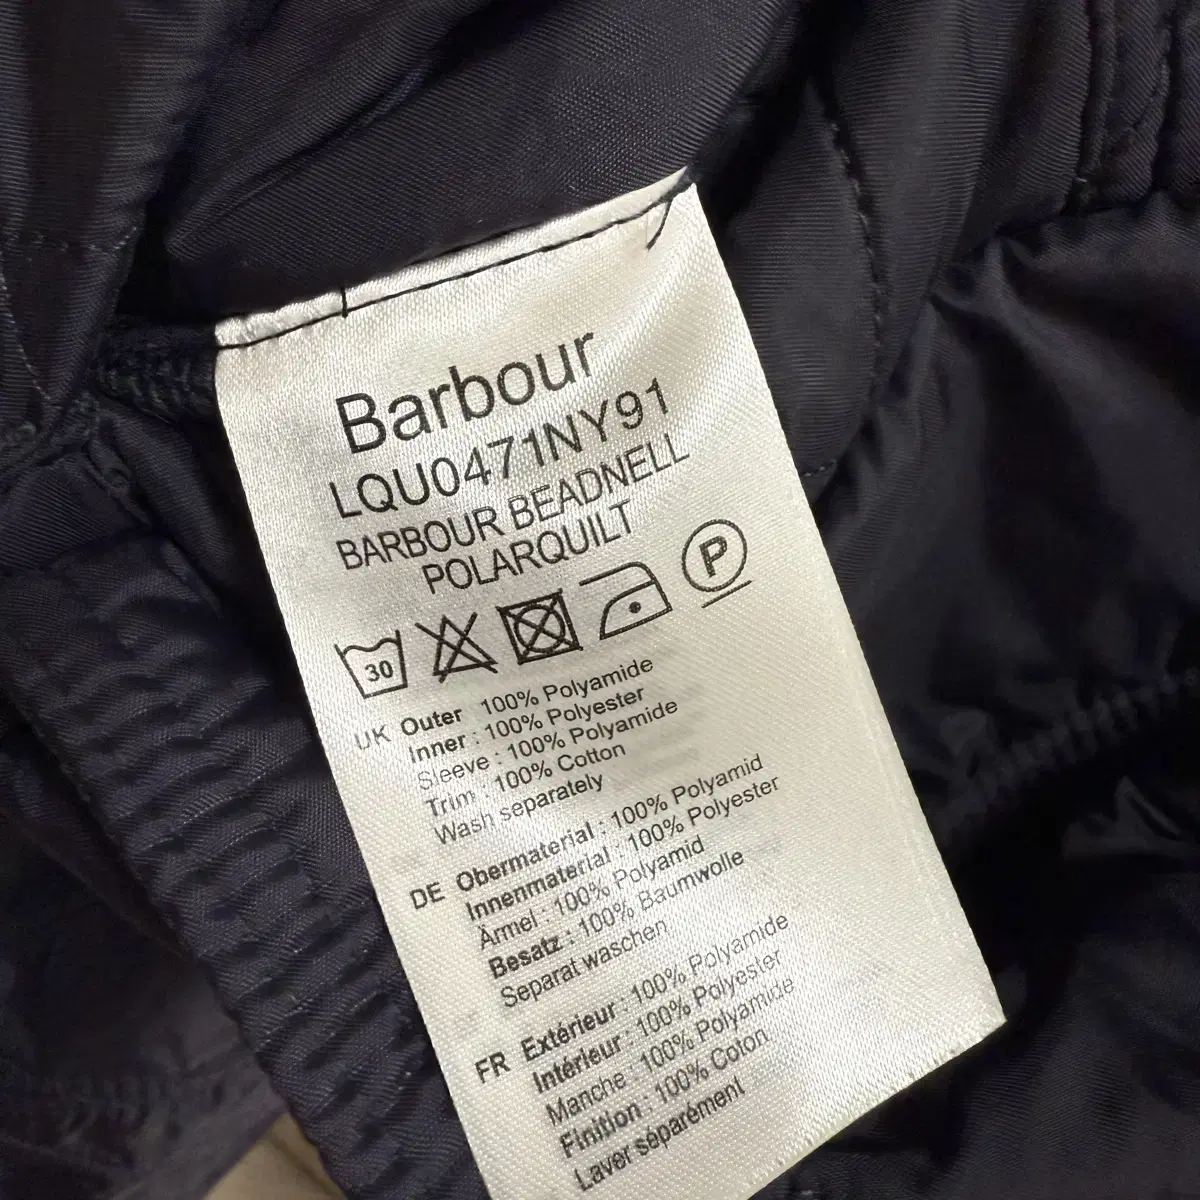 Barbour
LQU0471NY91
BARBOUR BEADNELL
POLARQUILT
30
P
UK Outer : 100% Polyamide
Inner : 100% Polyester
Sleeve : 100% Polyamide
Trim : 100% Cotton
Wash separately
DE Obermaterial : 100% Polyamid
Innenmaterial : 100% Polyester
Ärmel : 100% Polyamid
Besatz : 100% Baumwolle
Separat waschen
FR Extérieur : 100% Polyamide
Intérieur : 100% Polyester
Manche : 100% Polyamide
Finition : 100% Coton
Laver séparément